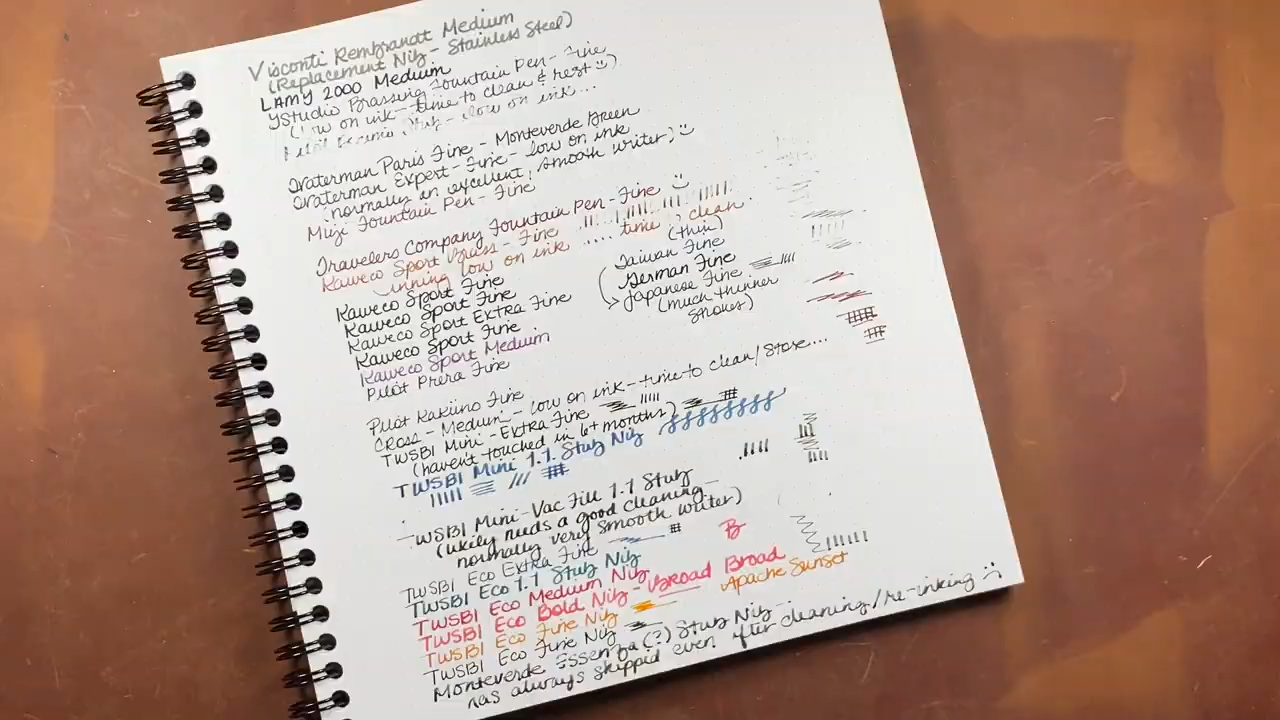 Visconti Rembrandt Medium
(Replacement Nib - Stainless Steel)
LAMY 2000 Medium
YStudio Brassing Fountain Pen - Fine
(Low on ink - time to clean & rest ☺)
Pilot Stub - low on ink...
Waterman Paris Fine - Monteverde Green
Waterman Expert - Fine - low on ink
(normally an excellent, smooth writer) ☺
Muji Fountain Pen - Fine
Travelers Company Fountain Pen - Fine ☺
Kaweco Sport Brass - Fine
inning low on ink ..... time, clean.
Kaweco Sport Fine
Kaweco Sport Fine
Kaweco Sport Extra Fine
Kaweco Sport Fine
Kaweco Sport Medium
Pilot Prera Fine
(thin)
Taiwan Fine
German Fine
Japanese Fine
(much thinner
strokes)
Pilot Kakuno Fine
Cross - Medium - low on ink - time to clean/store....
TWSBI Mini - Extra Fine
(haven't touched in 6+ months)
TWSBI Mini 1.1 Stub Nib
TWSBI Mini-Vac Fill 1.1 Stub
(likely needs a good cleaning -
normally very smooth writer)
TWSBI Eco Extra Fine
TWSBI Eco 1.1 Stub Nib
B
TWSBI Eco Medium Nib
TWSBI Eco Bold Nib - Broad Broad
TWSBI Eco Fine Nib Apache Sunset
TWSBI Eco Fine Nib
Monteverde Essenza (?) Stub Nib -
has always skipped even after cleaning/re-inking ☹